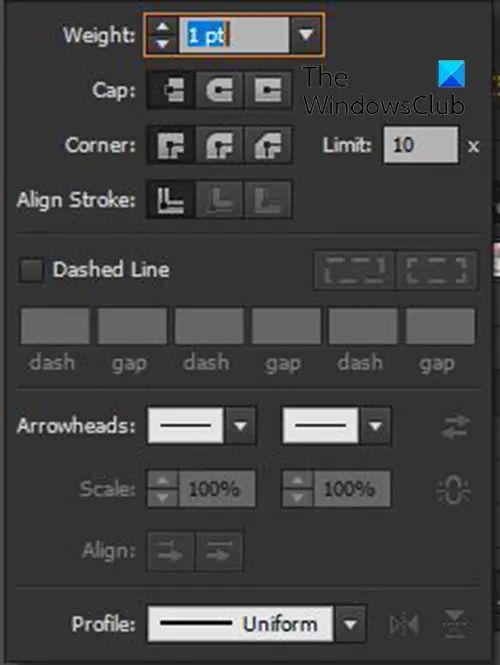 Weight: 1 pt
The
WindowsClub
Cap:
Corner: Limit: 10 x
Align Stroke:
Dashed Line
dash gap dash gap dash gap
Arrowheads:
Scale: 100% 100%
Align:
Profile: Uniform